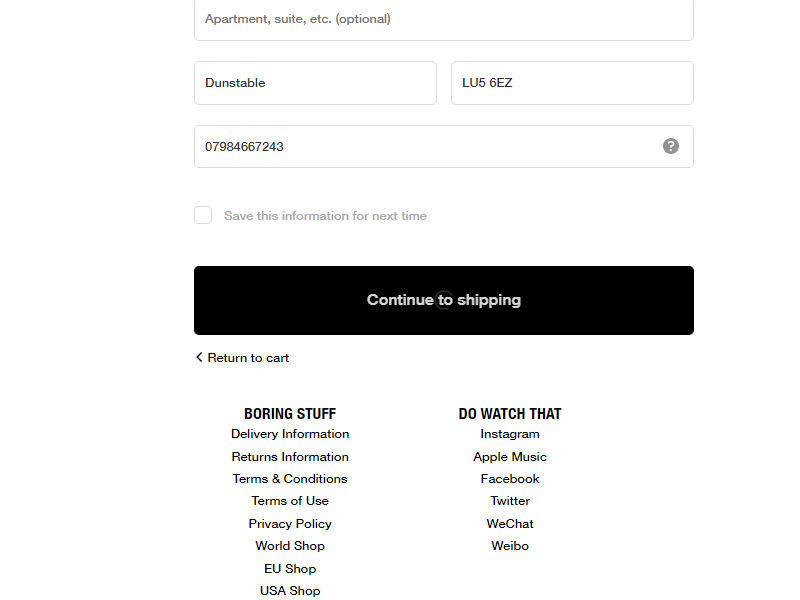 Apartment, suite, etc. (optional)
Dunstable
LU5 6EZ
07984667243
?
Save this information for next time
Continue to shipping
Return to cart
BORING STUFF
Delivery Information
Returns Information
Terms & Conditions
Terms of Use
Privacy Policy
World Shop
EU Shop
USA Shop
DO WATCH THAT
Instagram
Apple Music
Facebook
Twitter
WeChat
Weibo